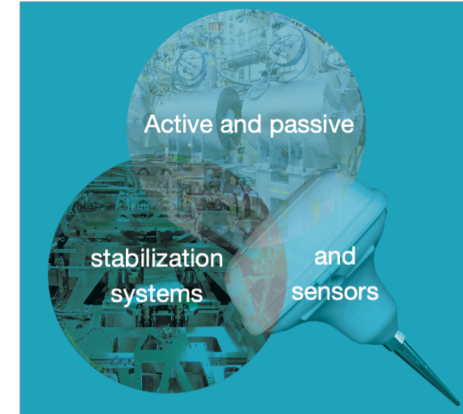 Active and passive
stabilization
systems
and
sensors